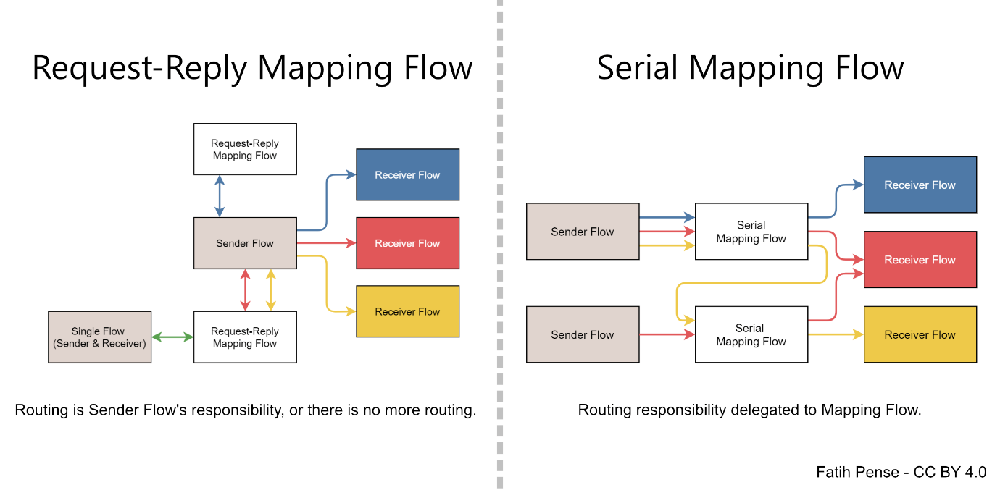 Request-Reply Mapping Flow
Request-Reply
Mapping Flow
Receiver Flow
Sender Flow
Receiver Flow
Receiver Flow
Single Flow
(Sender & Receiver)
Request-Reply
Mapping Flow
Routing is Sender Flow's responsibility, or there is no more routing.
Serial Mapping Flow
Receiver Flow
Sender Flow
Serial
Mapping Flow
Receiver Flow
Sender Flow
Serial
Mapping Flow
Receiver Flow
Routing responsibility delegated to Mapping Flow.
Fatih Pense - CC BY 4.0